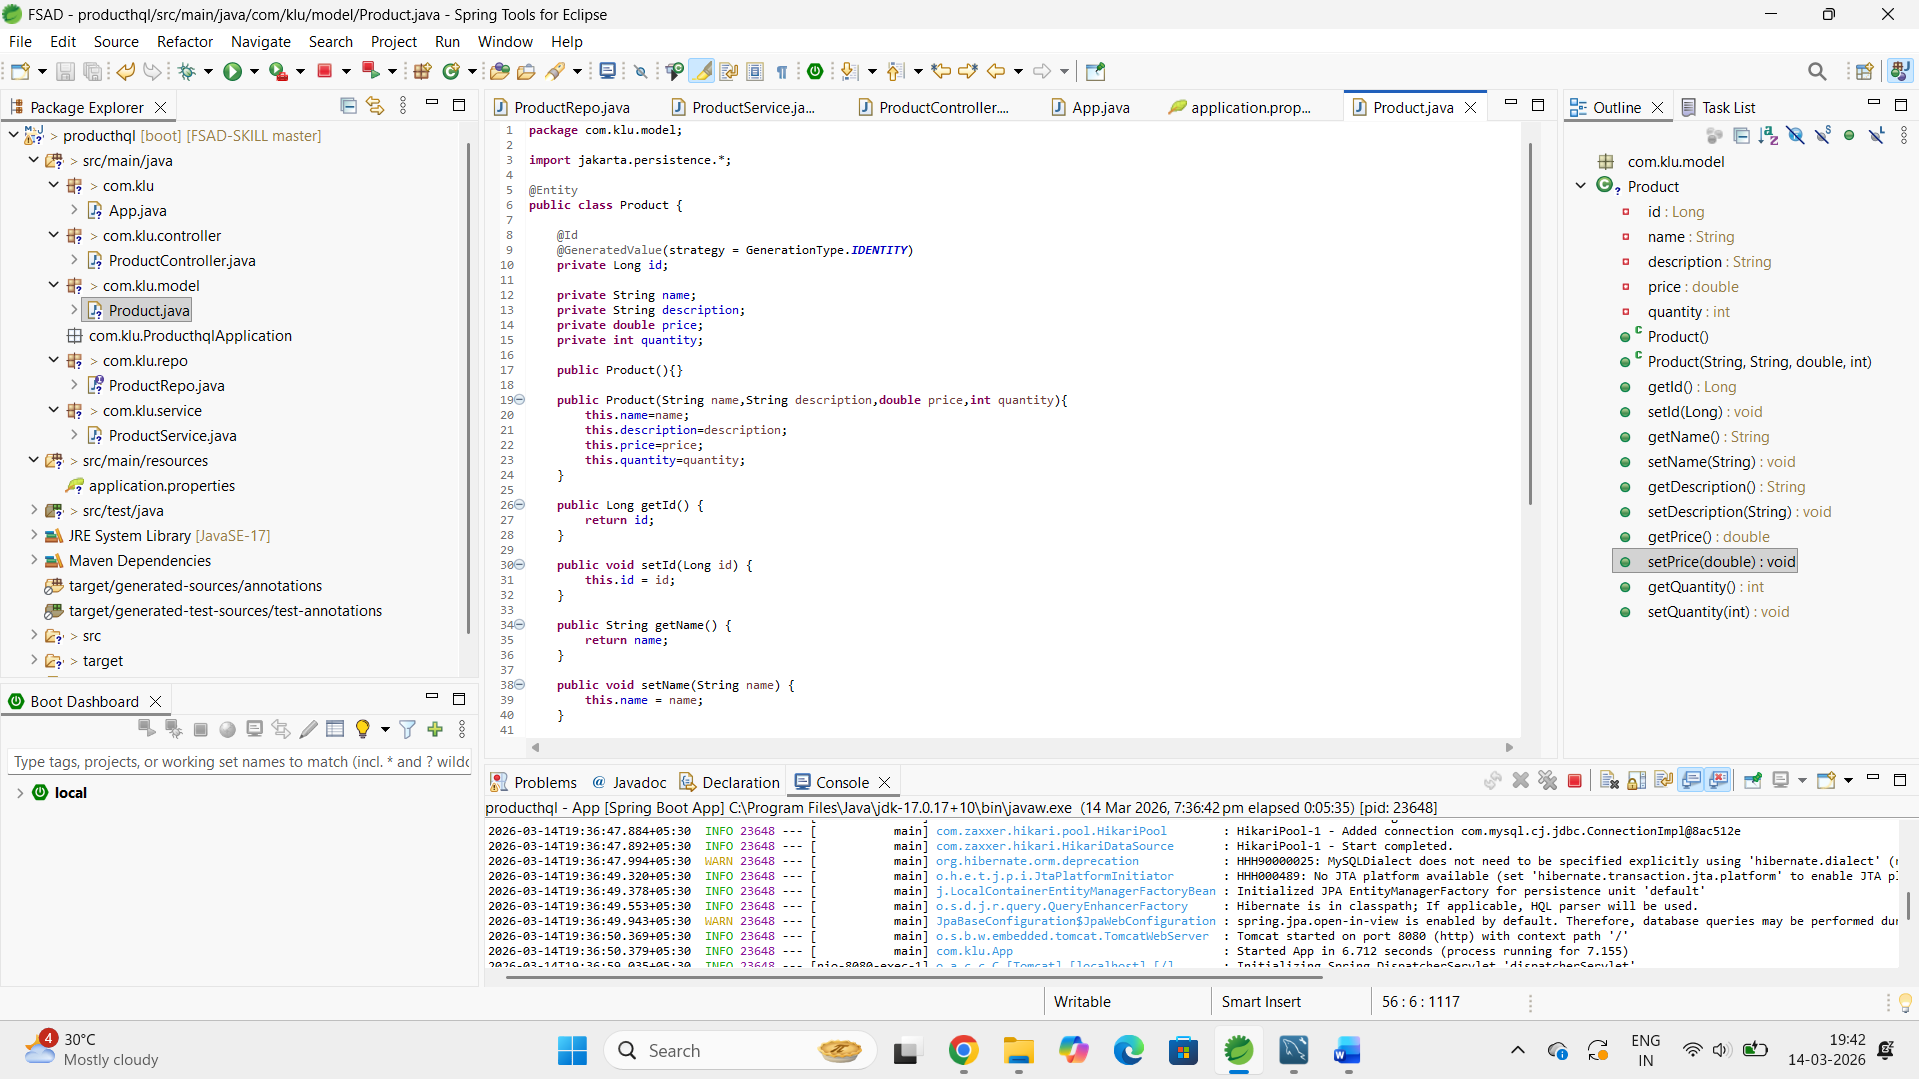 FSAD - producthql/src/main/java/com/klu/model/Product.java - Spring Tools for Eclipse
File Edit Source Refactor Navigate Search Project Run Window Help
Package Explorer
> producthql [boot] [FSAD-SKILL master]
> src/main/java
> com.klu
App.java
> com.klu.controller
ProductController.java
> com.klu.model
Product.java
com.klu.ProducthqlApplication
> com.klu.repo
ProductRepo.java
> com.klu.service
ProductService.java
> src/main/resources
application.properties
> src/test/java
JRE System Library [JavaSE-17]
Maven Dependencies
target/generated-sources/annotations
target/generated-test-sources/test-annotations
> src
> target
Boot Dashboard
Type tags, projects, or working set names to match (incl. * and ? wildc
local
ProductRepo.java ProductService.ja... ProductController.... App.java application.prop... Product.java
1 package com.klu.model;
2
3 import jakarta.persistence.*;
4
5 @Entity
6 public class Product {
7
8 @Id
9 @GeneratedValue(strategy = GenerationType.IDENTITY)
10 private Long id;
11
12 private String name;
13 private String description;
14 private double price;
15 private int quantity;
16
17 public Product(){}
18
19 public Product(String name,String description,double price,int quantity){
20 this.name=name;
21 this.description=description;
22 this.price=price;
23 this.quantity=quantity;
24 }
25
26 public Long getId() {
27 return id;
28 }
29
30 public void setId(Long id) {
31 this.id = id;
32 }
33
34 public String getName() {
35 return name;
36 }
37
38 public void setName(String name) {
39 this.name = name;
40 }
41
Outline Task List
com.klu.model
Product
id : Long
name : String
description : String
price : double
quantity : int
Product()
Product(String, String, double, int)
getId() : Long
setId(Long) : void
getName() : String
setName(String) : void
getDescription() : String
setDescription(String) : void
getPrice() : double
setPrice(double) : void
getQuantity() : int
setQuantity(int) : void
Problems Javadoc Declaration Console
producthql - App [Spring Boot App] C:\Program Files\Java\jdk-17.0.17+10\bin\javaw.exe (14 Mar 2026, 7:36:42 pm elapsed 0:05:35) [pid: 23648]
2026-03-14T19:36:47.884+05:30 INFO 23648 --- [ main] com.zaxxer.hikari.pool.HikariPool : HikariPool-1 - Added connection com.mysql.cj.jdbc.ConnectionImpl@8ac512e
2026-03-14T19:36:47.892+05:30 INFO 23648 --- [ main] com.zaxxer.hikari.HikariDataSource : HikariPool-1 - Start completed.
2026-03-14T19:36:47.994+05:30 WARN 23648 --- [ main] org.hibernate.orm.deprecation : HHH90000025: MySQLDialect does not need to be specified explicitly using 'hibernate.dialect' (r
2026-03-14T19:36:49.320+05:30 INFO 23648 --- [ main] o.h.e.t.j.p.i.JtaPlatformInitiator : HHH000489: No JTA platform available (set 'hibernate.transaction.jta.platform' to enable JTA pl
2026-03-14T19:36:49.378+05:30 INFO 23648 --- [ main] j.LocalContainerEntityManagerFactoryBean : Initialized JPA EntityManagerFactory for persistence unit 'default'
2026-03-14T19:36:49.553+05:30 INFO 23648 --- [ main] o.s.d.j.r.query.QueryEnhancerFactory : Hibernate is in classpath; If applicable, HQL parser will be used.
2026-03-14T19:36:49.943+05:30 WARN 23648 --- [ main] JpaBaseConfiguration$JpaWebConfiguration : spring.jpa.open-in-view is enabled by default. Therefore, database queries may be performed dur
2026-03-14T19:36:50.369+05:30 INFO 23648 --- [ main] o.s.b.w.embedded.tomcat.TomcatWebServer : Tomcat started on port 8080 (http) with context path '/'
2026-03-14T19:36:50.379+05:30 INFO 23648 --- [ main] com.klu.App : Started App in 6.712 seconds (process running for 7.155)
2026-03-14T19:36:59.035+05:30 INFO 23648 --- [nio-8080-exec-1] o.a.c.c.C.[Tomcat].[localhost].[/] : Initializing Spring DispatcherServlet 'dispatcherServlet'
Writable Smart Insert 56 : 6 : 1117
4
30°C
Mostly cloudy
Search
ENG
IN
19:42
14-03-2026